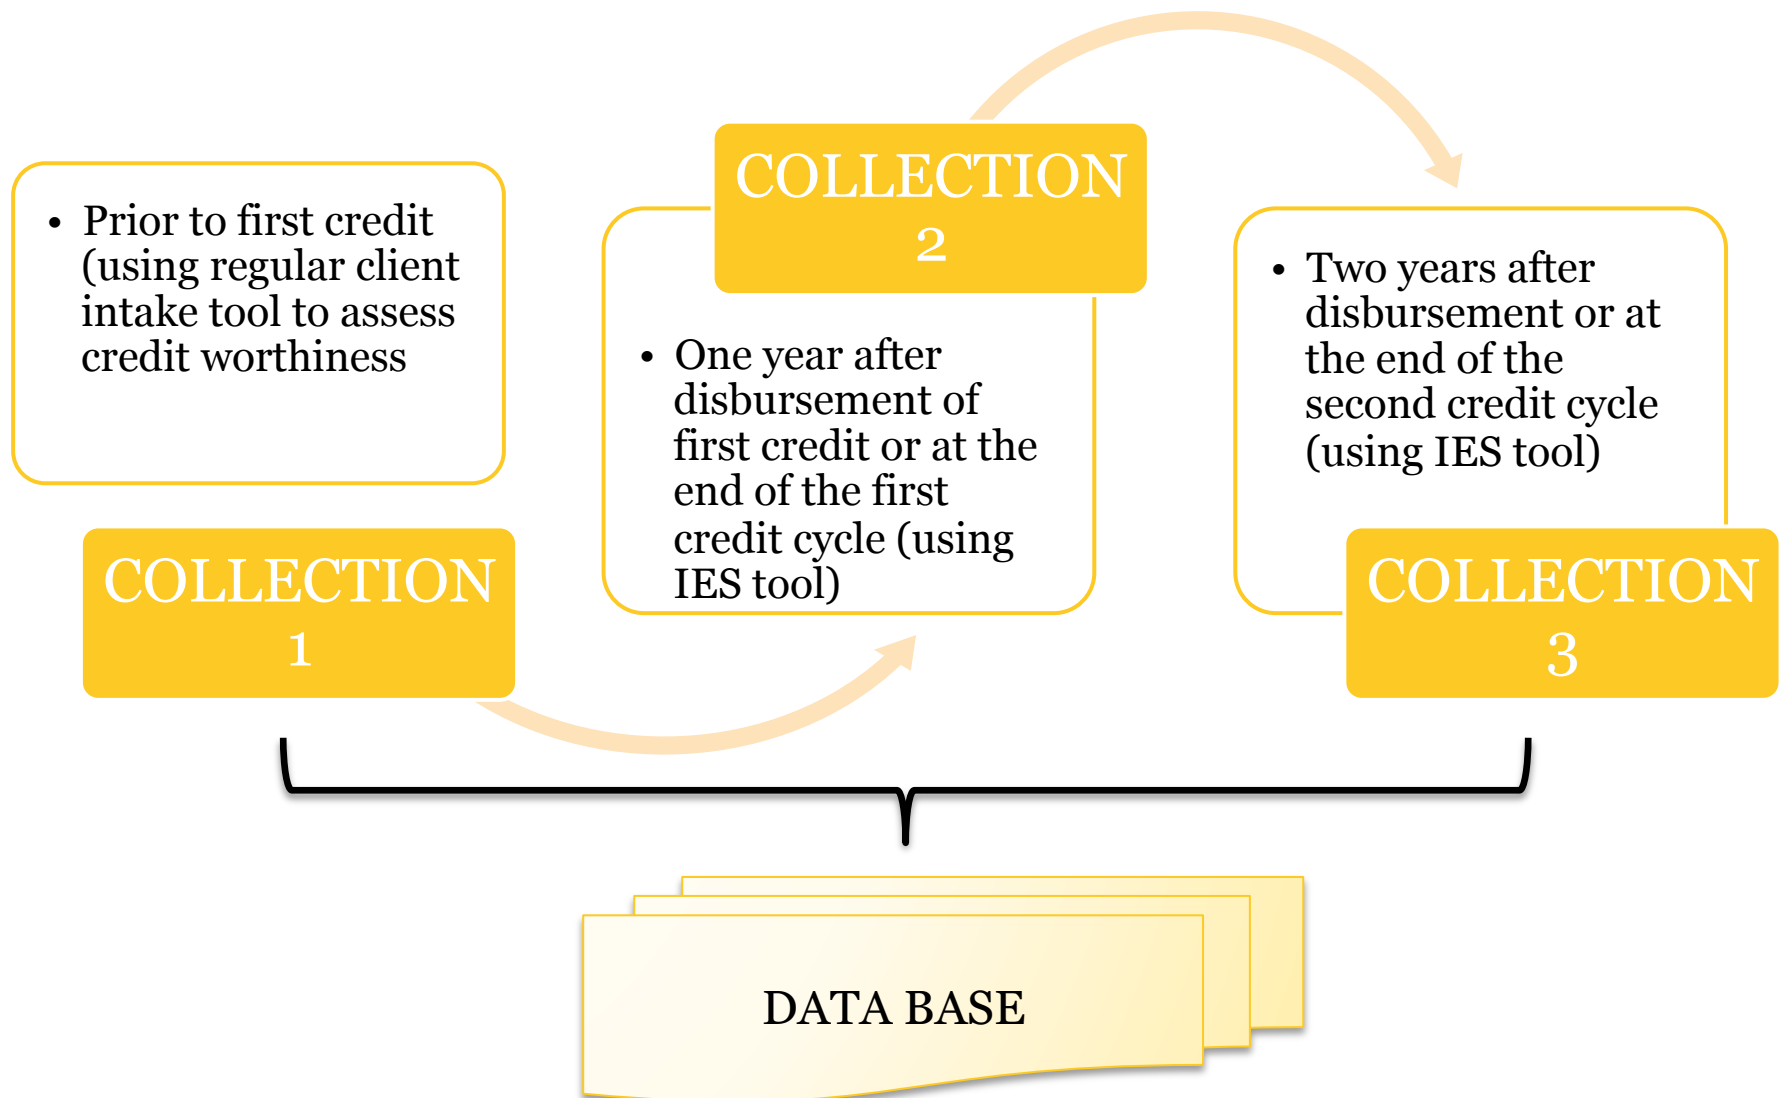 • Prior to first credit
(using regular client
intake tool to assess
credit worthiness
COLLECTION
1
COLLECTION
2
• One year after
disbursement of
first credit or at the
end of the first
credit cycle (using
IES tool)
• Two years after
disbursement or at
the end of the
second credit cycle
(using IES tool)
COLLECTION
3
DATA BASE